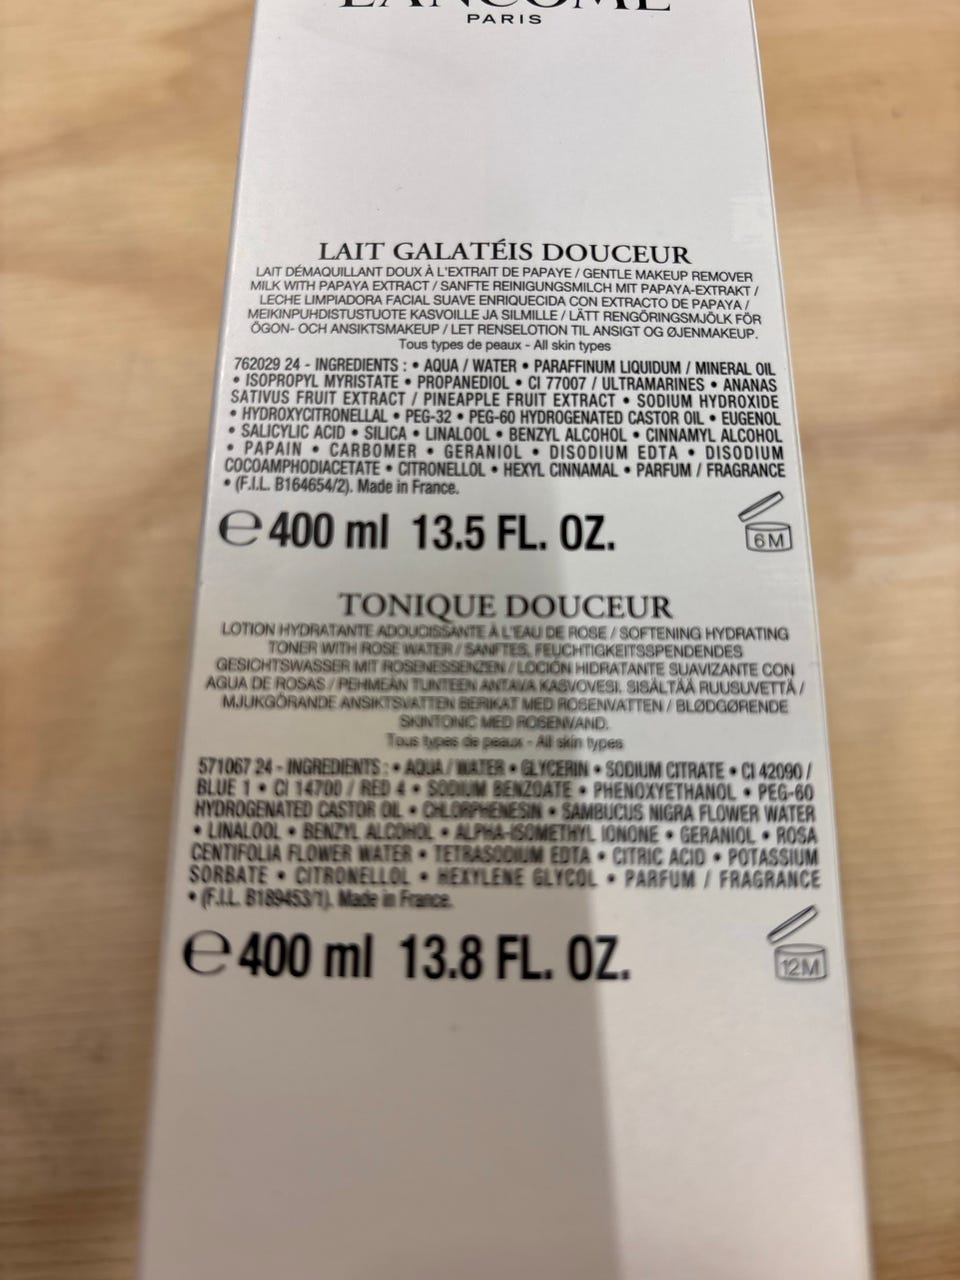 LANCÔME
PARIS
LAIT GALATÉIS DOUCEUR
LAIT DÉMAQUILLANT DOUX À L'EXTRAIT DE PAPAYE / GENTLE MAKEUP REMOVER
MILK WITH PAPAYA EXTRACT / SANFTE REINIGUNGSMILCH MIT PAPAYA-EXTRAKT /
LECHE LIMPIADORA FACIAL SUAVE ENRIQUECIDA CON EXTRACTO DE PAPAYA /
MEIKINPUHDISTUSTUOTE KASVOILLE JA SILMILLE / LÄTT RENGÖRINGSMJÖLK FÖR
ÖGON- OCH ANSIKTSMAKEUP / LET RENSELOTION TIL ANSIGT OG ØJENMAKEUP.
Tous types de peaux - All skin types
762029 24 - INGREDIENTS : • AQUA / WATER • PARAFFINUM LIQUIDUM / MINERAL OIL
• ISOPROPYL MYRISTATE • PROPANEDIOL • CI 77007 / ULTRAMARINES • ANANAS
SATIVUS FRUIT EXTRACT / PINEAPPLE FRUIT EXTRACT • SODIUM HYDROXIDE
• HYDROXYCITRONELLAL • PEG-32 • PEG-60 HYDROGENATED CASTOR OIL • EUGENOL
• SALICYLIC ACID • SILICA • LINALOOL • BENZYL ALCOHOL • CINNAMYL ALCOHOL
• PAPAIN • CARBOMER • GERANIOL • DISODIUM EDTA • DISODIUM
COCOAMPHODIACETATE • CITRONELLOL • HEXYL CINNAMAL • PARFUM / FRAGRANCE
• (F.I.L. B164654/2). Made in France.
℮ 400 ml 13.5 FL. OZ.
6M
TONIQUE DOUCEUR
LOTION HYDRATANTE ADOUCISSANTE À L'EAU DE ROSE / SOFTENING HYDRATING
TONER WITH ROSE WATER / SANFTES, FEUCHTIGKEITSSPENDENDES
GESICHTSWASSER MIT ROSENESSENZEN / LOCIÓN HIDRATANTE SUAVIZANTE CON
AGUA DE ROSAS / PEHMEÄN TUNTEEN ANTAVA KASVOVESI. SISÄLTÄÄ RUUSUVETTÄ /
MJUKGÖRANDE ANSIKTSVATTEN BERIKAT MED ROSENVATTEN / BLØDGØRENDE
SKINTONIC MED ROSENVAND.
Tous types de peaux - All skin types
571067 24 - INGREDIENTS : • AQUA / WATER • GLYCERIN • SODIUM CITRATE • CI 42090 /
BLUE 1 • CI 14700 / RED 4 • SODIUM BENZOATE • PHENOXYETHANOL • PEG-60
HYDROGENATED CASTOR OIL • CHLORPHENESIN • SAMBUCUS NIGRA FLOWER WATER
• LINALOOL • BENZYL ALCOHOL • ALPHA-ISOMETHYL IONONE • GERANIOL • ROSA
CENTIFOLIA FLOWER WATER • TETRASODIUM EDTA • CITRIC ACID • POTASSIUM
SORBATE • CITRONELLOL • HEXYLENE GLYCOL • PARFUM / FRAGRANCE
• (F.I.L. B189453/1). Made in France.
℮ 400 ml 13.8 FL. OZ.
12M